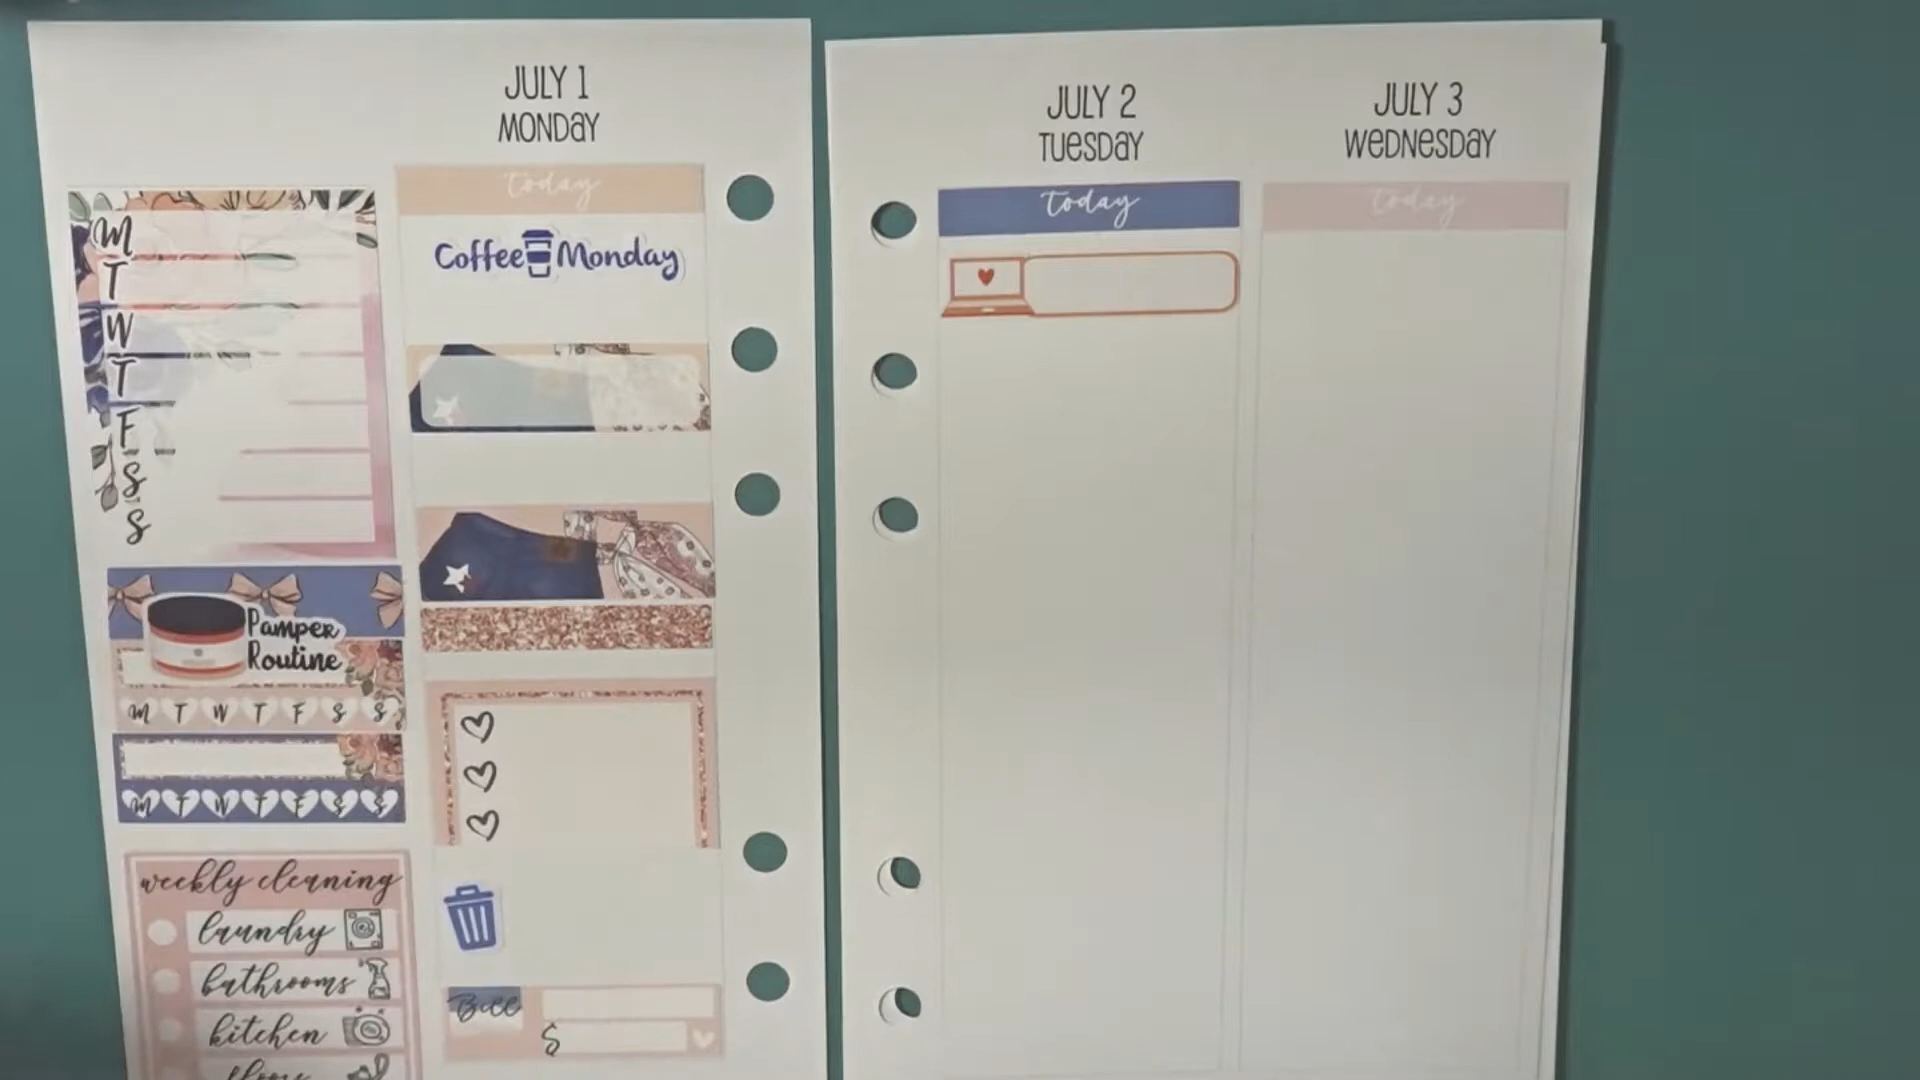 JULY 1
MONDAY
today
Coffee Monday
M
T
W
T
F
S
S
Pamper
Routine
M T W T F S S
M T W T F S S
weekly cleaning
laundry
bathrooms
kitchen
floors
Bill
$
JULY 2
TUESDAY
today
JULY 3
WEDNESDAY
today